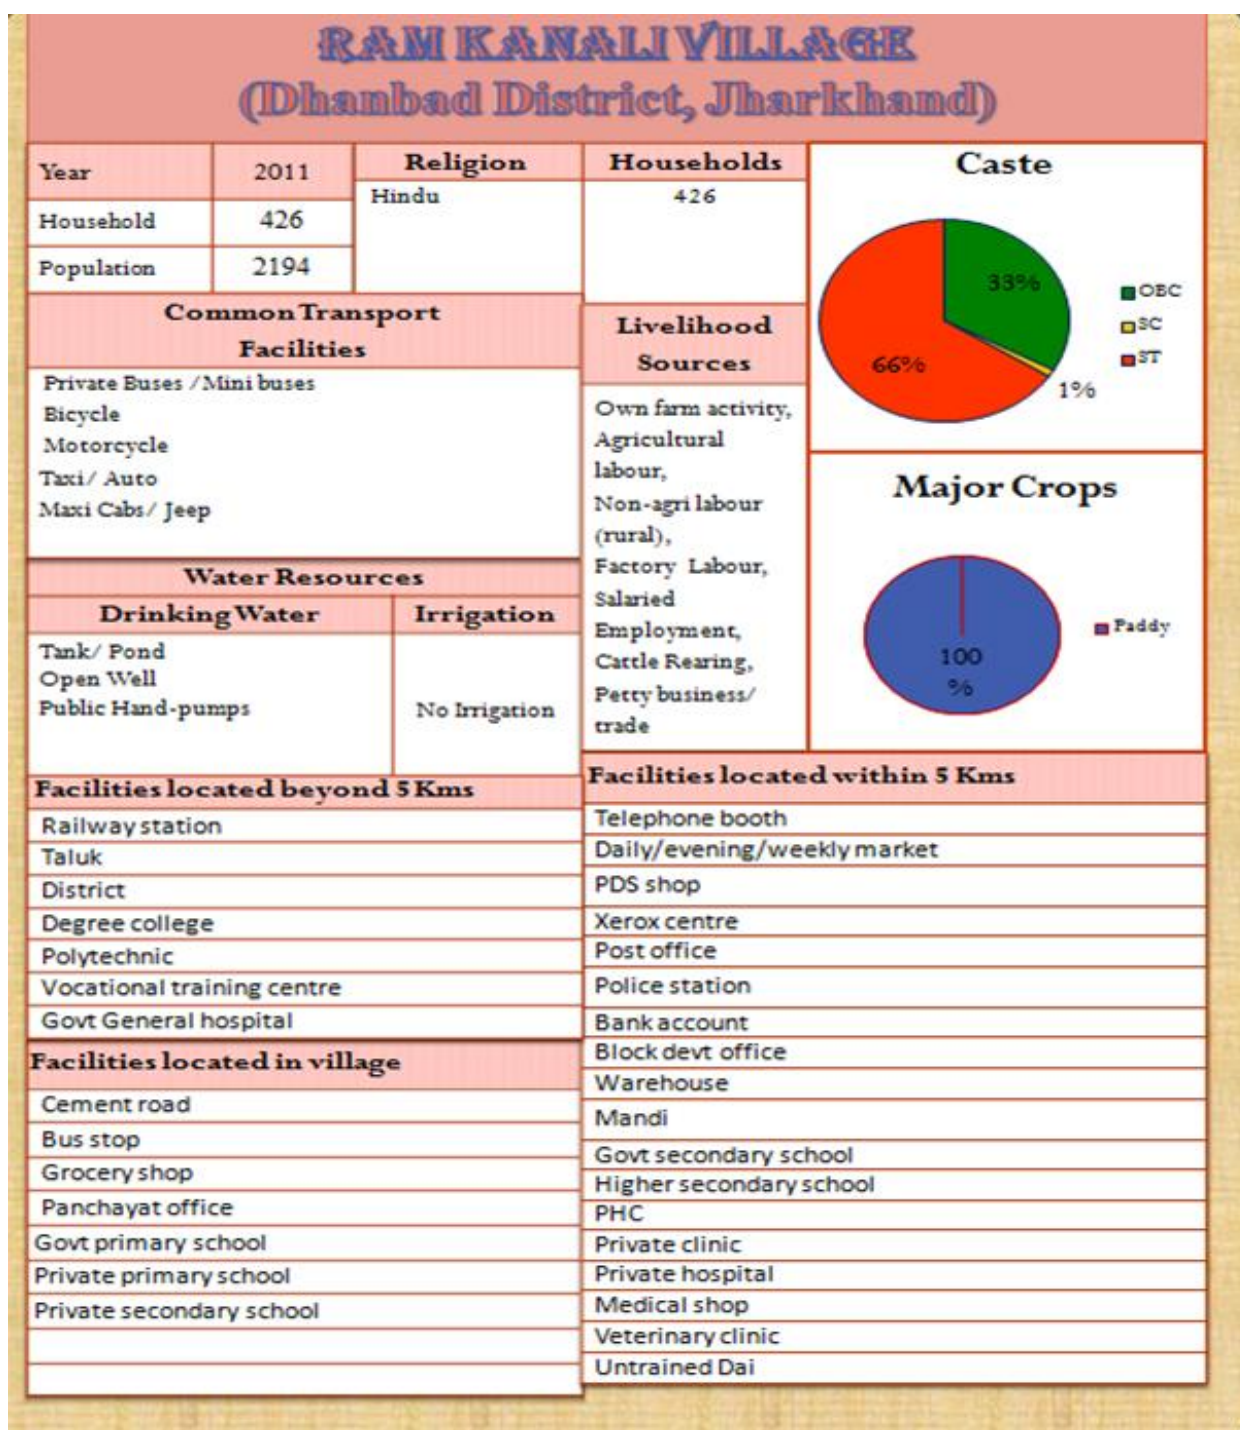 RAM KANALI VILLAGE
(Dhanbad District, Jharkhand)
Year 2011
Household 426
Population 2194
Religion
Hindu
Households
426
Caste
33%
66%
1%
OBC
SC
ST
Common Transport
Facilities
Private Buses / Mini buses
Bicycle
Motorcycle
Taxi/ Auto
Maxi Cabs/ Jeep
Livelihood
Sources
Own farm activity,
Agricultural
labour,
Non-agri labour
(rural),
Factory Labour,
Salaried
Employment,
Cattle Rearing,
Petty business/
trade
Major Crops
100
%
Paddy
Water Resources
Drinking Water
Irrigation
Tank/ Pond
Open Well
Public Hand-pumps
No Irrigation
Facilities located beyond 5 Kms
Railway station
Taluk
District
Degree college
Polytechnic
Vocational training centre
Govt General hospital
Facilities located in village
Cement road
Bus stop
Grocery shop
Panchayat office
Govt primary school
Private primary school
Private secondary school
Facilities located within 5 Kms
Telephone booth
Daily/evening/weekly market
PDS shop
Xerox centre
Post office
Police station
Bank account
Block devt office
Warehouse
Mandi
Govt secondary school
Higher secondary school
PHC
Private clinic
Private hospital
Medical shop
Veterinary clinic
Untrained Dai